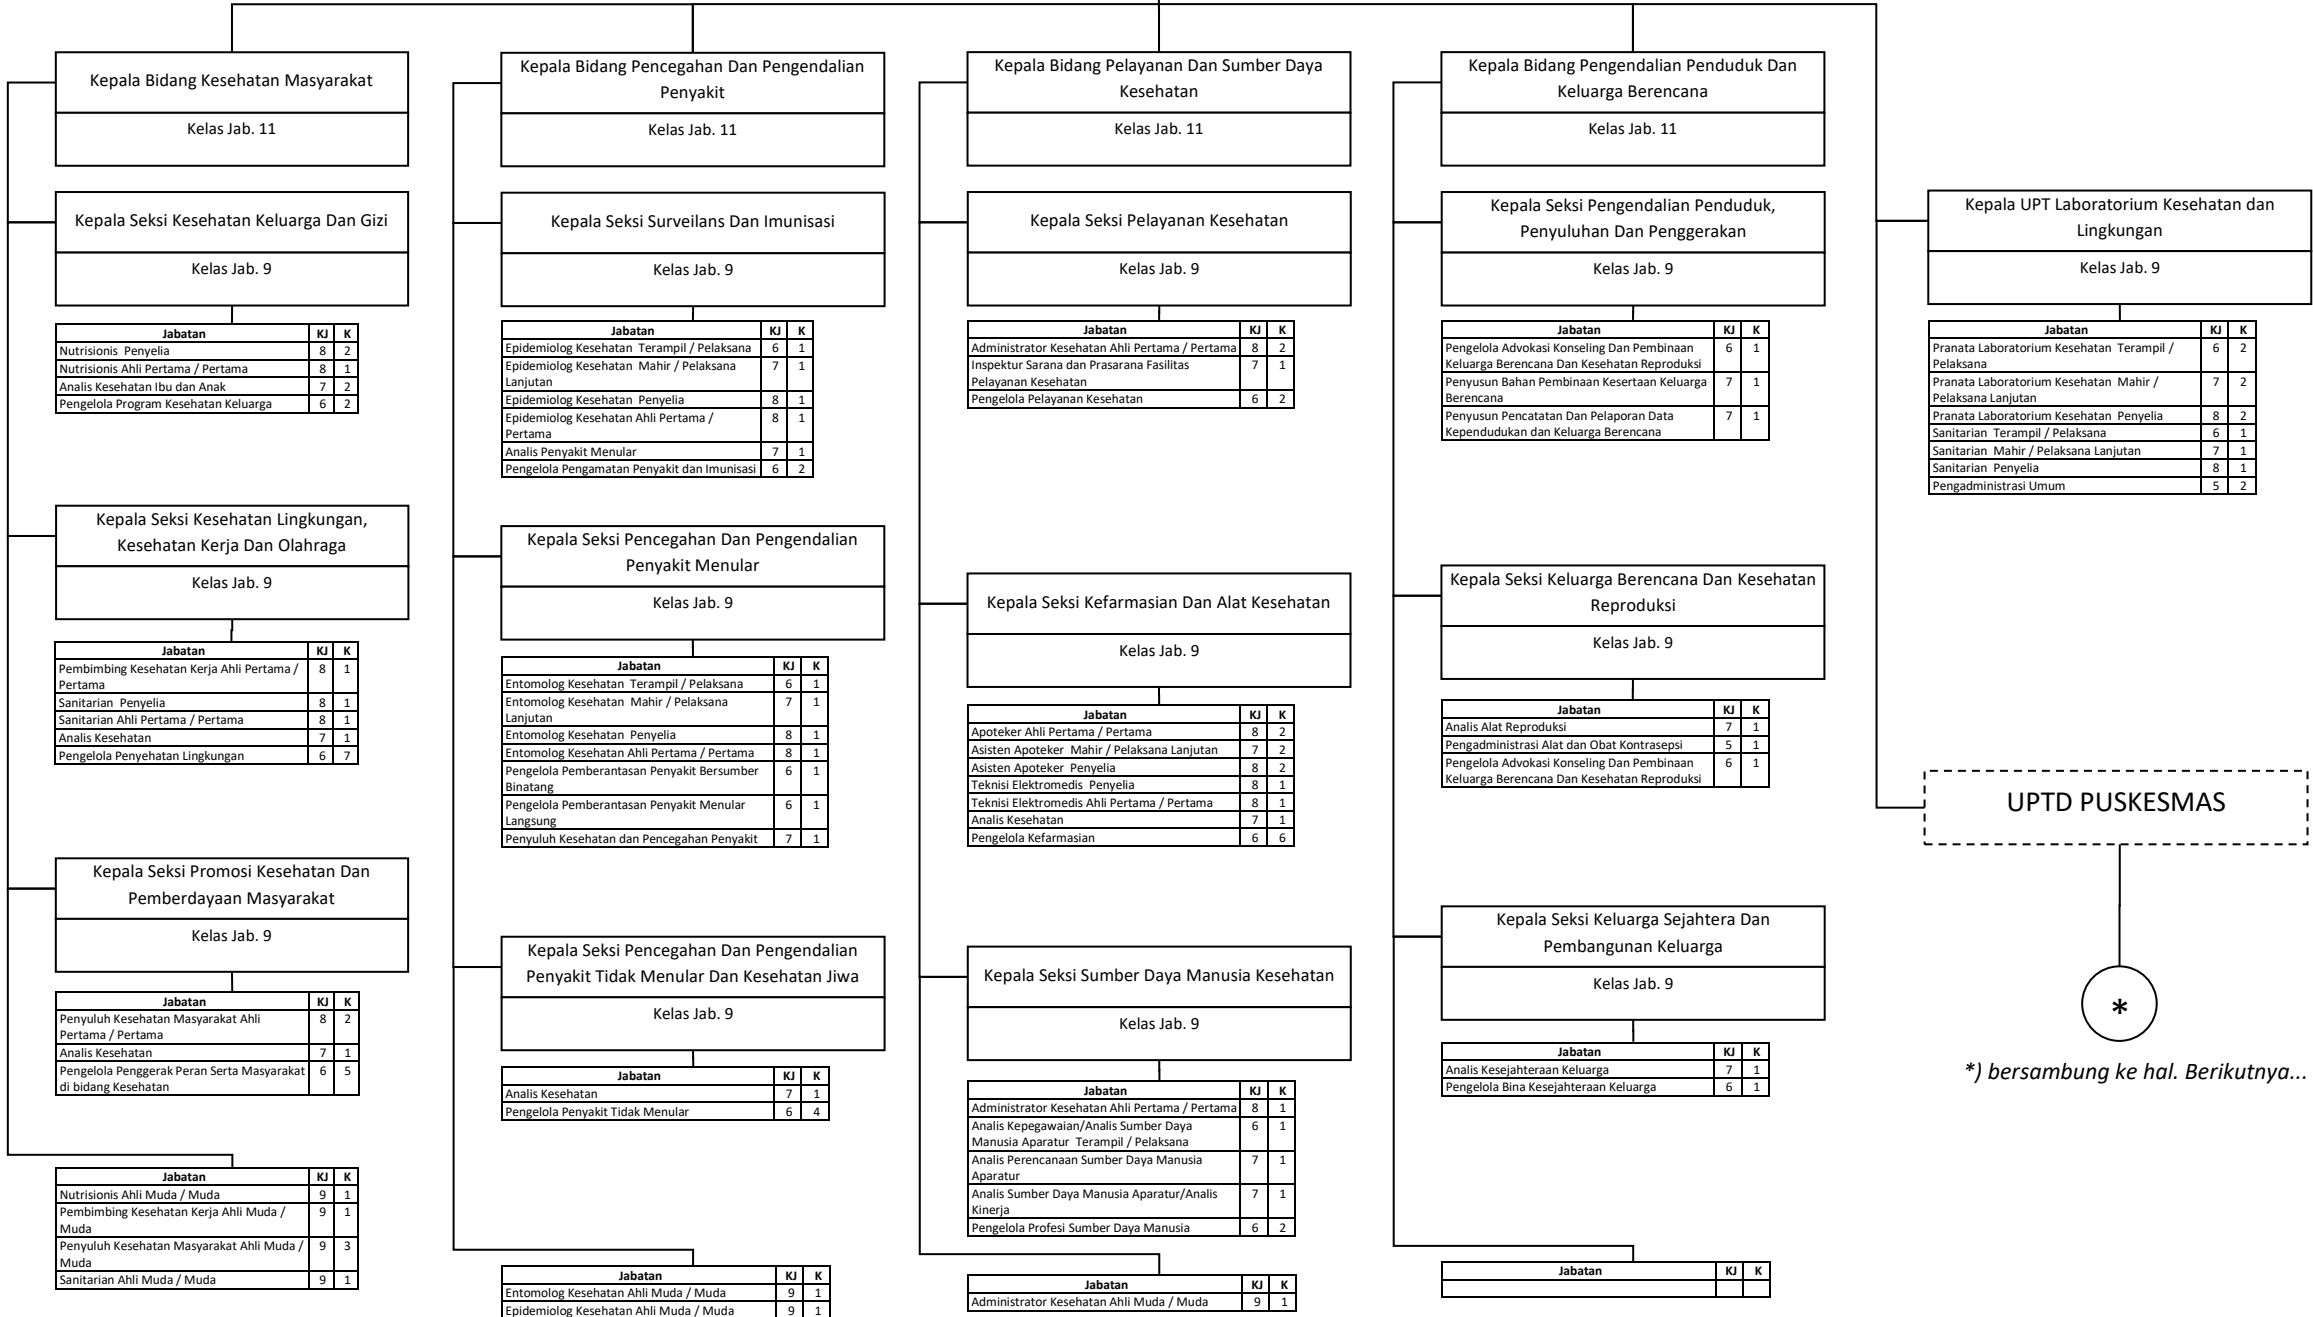 Kepala Bidang Kesehatan Masyarakat
Kelas Jab. 11
Kepala Seksi Kesehatan Keluarga Dan Gizi
Kelas Jab. 9
Jabatan KJ K
Nutrisionis Penyelia 8 2
Nutrisionis Ahli Pertama / Pertama 8 1
Analis Kesehatan Ibu dan Anak 7 2
Pengelola Program Kesehatan Keluarga 6 2
Kepala Seksi Kesehatan Lingkungan,
Kesehatan Kerja Dan Olahraga
Kelas Jab. 9
Jabatan KJ K
Pembimbing Kesehatan Kerja Ahli Pertama / 8 1
Pertama
Sanitarian Penyelia 8 1
Sanitarian Ahli Pertama / Pertama 8 1
Analis Kesehatan 7 1
Pengelola Penyehatan Lingkungan 6 7
Kepala Seksi Promosi Kesehatan Dan
Pemberdayaan Masyarakat
Kelas Jab. 9
Jabatan KJ K
Penyuluh Kesehatan Masyarakat Ahli 8 2
Pertama / Pertama
Analis Kesehatan 7 1
Pengelola Penggerak Peran Serta Masyarakat 6 5
di bidang Kesehatan
Jabatan KJ K
Nutrisionis Ahli Muda / Muda 9 1
Pembimbing Kesehatan Kerja Ahli Muda / 9 1
Muda
Penyuluh Kesehatan Masyarakat Ahli Muda / 9 3
Muda
Sanitarian Ahli Muda / Muda 9 1
Kepala Bidang Pencegahan Dan Pengendalian
Penyakit
Kelas Jab. 11
Kepala Seksi Surveilans Dan Imunisasi
Kelas Jab. 9
Jabatan KJ K
Epidemiolog Kesehatan Terampil / Pelaksana 6 1
Epidemiolog Kesehatan Mahir / Pelaksana 7 1
Lanjutan
Epidemiolog Kesehatan Penyelia 8 1
Epidemiolog Kesehatan Ahli Pertama / 8 1
Pertama
Analis Penyakit Menular 7 1
Pengelola Pengamatan Penyakit dan Imunisasi 6 2
Kepala Seksi Pencegahan Dan Pengendalian
Penyakit Menular
Kelas Jab. 9
Jabatan KJ K
Entomolog Kesehatan Terampil / Pelaksana 6 1
Entomolog Kesehatan Mahir / Pelaksana 7 1
Lanjutan
Entomolog Kesehatan Penyelia 8 1
Entomolog Kesehatan Ahli Pertama / Pertama 8 1
Pengelola Pemberantasan Penyakit Bersumber 6 1
Binatang
Pengelola Pemberantasan Penyakit Menular 6 1
Langsung
Penyuluh Kesehatan dan Pencegahan Penyakit 7 1
Kepala Seksi Pencegahan Dan Pengendalian
Penyakit Tidak Menular Dan Kesehatan Jiwa
Kelas Jab. 9
Jabatan KJ K
Analis Kesehatan 7 1
Pengelola Penyakit Tidak Menular 6 4
Jabatan KJ K
Entomolog Kesehatan Ahli Muda / Muda 9 1
Epidemiolog Kesehatan Ahli Muda / Muda 9 1
Kepala Bidang Pelayanan Dan Sumber Daya
Kesehatan
Kelas Jab. 11
Kepala Seksi Pelayanan Kesehatan
Kelas Jab. 9
Jabatan KJ K
Administrator Kesehatan Ahli Pertama / Pertama 8 2
Inspektur Sarana dan Prasarana Fasilitas 7 1
Pelayanan Kesehatan
Pengelola Pelayanan Kesehatan 6 2
Kepala Seksi Kefarmasian Dan Alat Kesehatan
Kelas Jab. 9
Jabatan KJ K
Apoteker Ahli Pertama / Pertama 8 2
Asisten Apoteker Mahir / Pelaksana Lanjutan 7 2
Asisten Apoteker Penyelia 8 2
Teknisi Elektromedis Penyelia 8 1
Teknisi Elektromedis Ahli Pertama / Pertama 8 1
Analis Kesehatan 7 1
Pengelola Kefarmasian 6 6
Kepala Seksi Sumber Daya Manusia Kesehatan
Kelas Jab. 9
Jabatan KJ K
Administrator Kesehatan Ahli Pertama / Pertama 8 1
Analis Kepegawaian/Analis Sumber Daya 6 1
Manusia Aparatur Terampil / Pelaksana
Analis Perencanaan Sumber Daya Manusia 7 1
Aparatur
Analis Sumber Daya Manusia Aparatur/Analis 7 1
Kinerja
Pengelola Profesi Sumber Daya Manusia 6 2
Jabatan KJ K
Administrator Kesehatan Ahli Muda / Muda 9 1
Kepala Bidang Pengendalian Penduduk Dan
Keluarga Berencana
Kelas Jab. 11
Kepala Seksi Pengendalian Penduduk,
Penyuluhan Dan Penggerakan
Kelas Jab. 9
Jabatan KJ K
Pengelola Advokasi Konseling Dan Pembinaan 6 1
Keluarga Berencana Dan Kesehatan Reproduksi
Penyusun Bahan Pembinaan Kesertaan Keluarga 7 1
Berencana
Penyusun Pencatatan Dan Pelaporan Data 7 1
Kependudukan dan Keluarga Berencana
Kepala Seksi Keluarga Berencana Dan Kesehatan
Reproduksi
Kelas Jab. 9
Jabatan KJ K
Analis Alat Reproduksi 7 1
Pengadministrasi Alat dan Obat Kontrasepsi 5 1
Pengelola Advokasi Konseling Dan Pembinaan 6 1
Keluarga Berencana Dan Kesehatan Reproduksi
Kepala Seksi Keluarga Sejahtera Dan
Pembangunan Keluarga
Kelas Jab. 9
Jabatan KJ K
Analis Kesejahteraan Keluarga 7 1
Pengelola Bina Kesejahteraan Keluarga 6 1
Jabatan KJ K
Kepala UPT Laboratorium Kesehatan dan
Lingkungan
Kelas Jab. 9
Jabatan KJ K
Pranata Laboratorium Kesehatan Terampil / 6 2
Pelaksana
Pranata Laboratorium Kesehatan Mahir / 7 2
Pelaksana Lanjutan
Pranata Laboratorium Kesehatan Penyelia 8 2
Sanitarian Terampil / Pelaksana 6 1
Sanitarian Mahir / Pelaksana Lanjutan 7 1
Sanitarian Penyelia 8 1
Pengadministrasi Umum 5 2
UPTD PUSKESMAS
*
*) bersambung ke hal. Berikutnya...